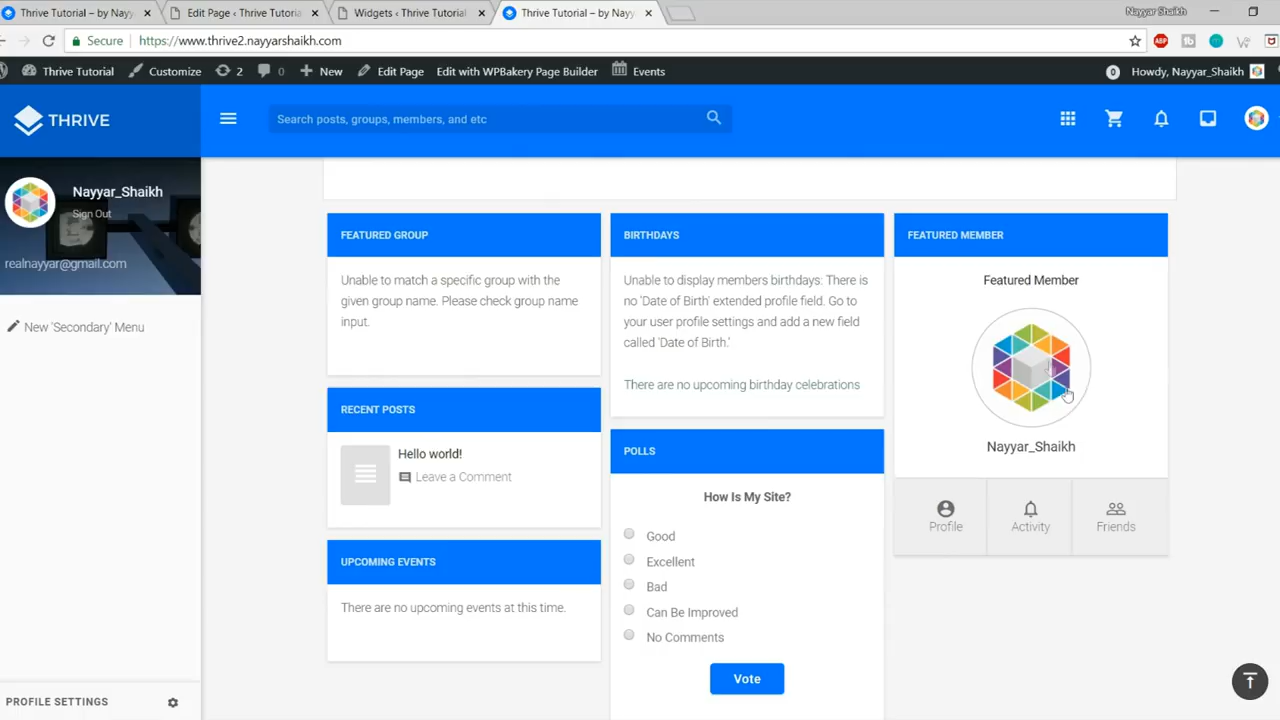 Thrive Tutorial – by Nayy
Edit Page ‹ Thrive Tutoria
Widgets ‹ Thrive Tutorial
Thrive Tutorial – by Nayy
Nayyar Shaikh
Secure
https://www.thrive2.nayyarshaikh.com
ABP
Thrive Tutorial
Customize
2
0
New
Edit Page
Edit with WPBakery Page Builder
Events
0
Howdy, Nayyar_Shaikh
THRIVE
Search posts, groups, members, and etc
Nayyar_Shaikh
Sign Out
realnayyar@gmail.com
New 'Secondary' Menu
PROFILE SETTINGS
FEATURED GROUP
Unable to match a specific group with the
given group name. Please check group name
input.
RECENT POSTS
Hello world!
Leave a Comment
UPCOMING EVENTS
There are no upcoming events at this time.
BIRTHDAYS
Unable to display members birthdays: There is
no 'Date of Birth' extended profile field. Go to
your user profile settings and add a new field
called 'Date of Birth.'
There are no upcoming birthday celebrations
POLLS
How Is My Site?
Good
Excellent
Bad
Can Be Improved
No Comments
Vote
FEATURED MEMBER
Featured Member
Nayyar_Shaikh
Profile
Activity
Friends